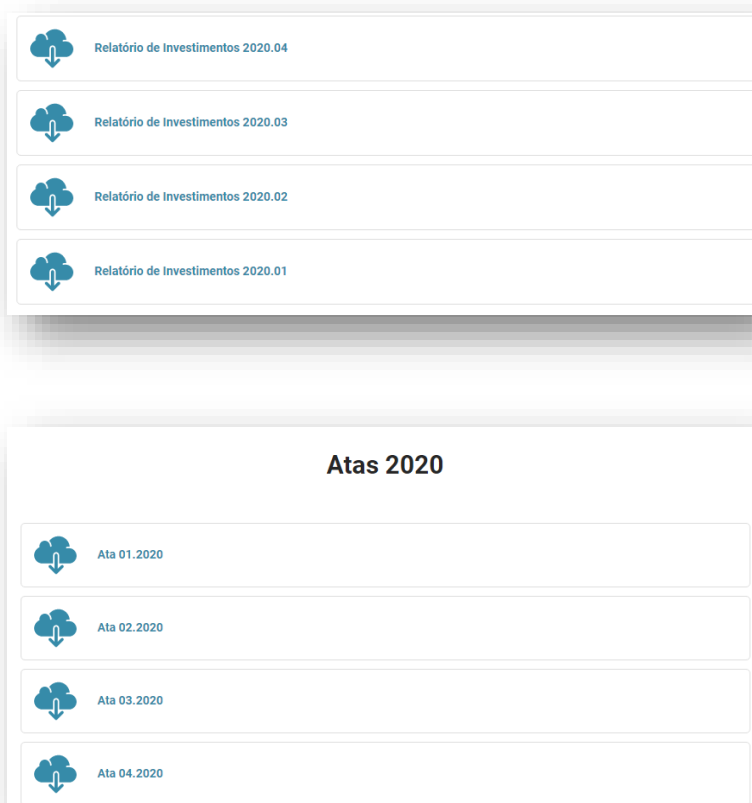 Relatório de Investimentos 2020.04
Relatório de Investimentos 2020.03
Relatório de Investimentos 2020.02
Relatório de Investimentos 2020.01
Atas 2020
Ata 01.2020
Ata 02.2020
Ata 03.2020
Ata 04.2020